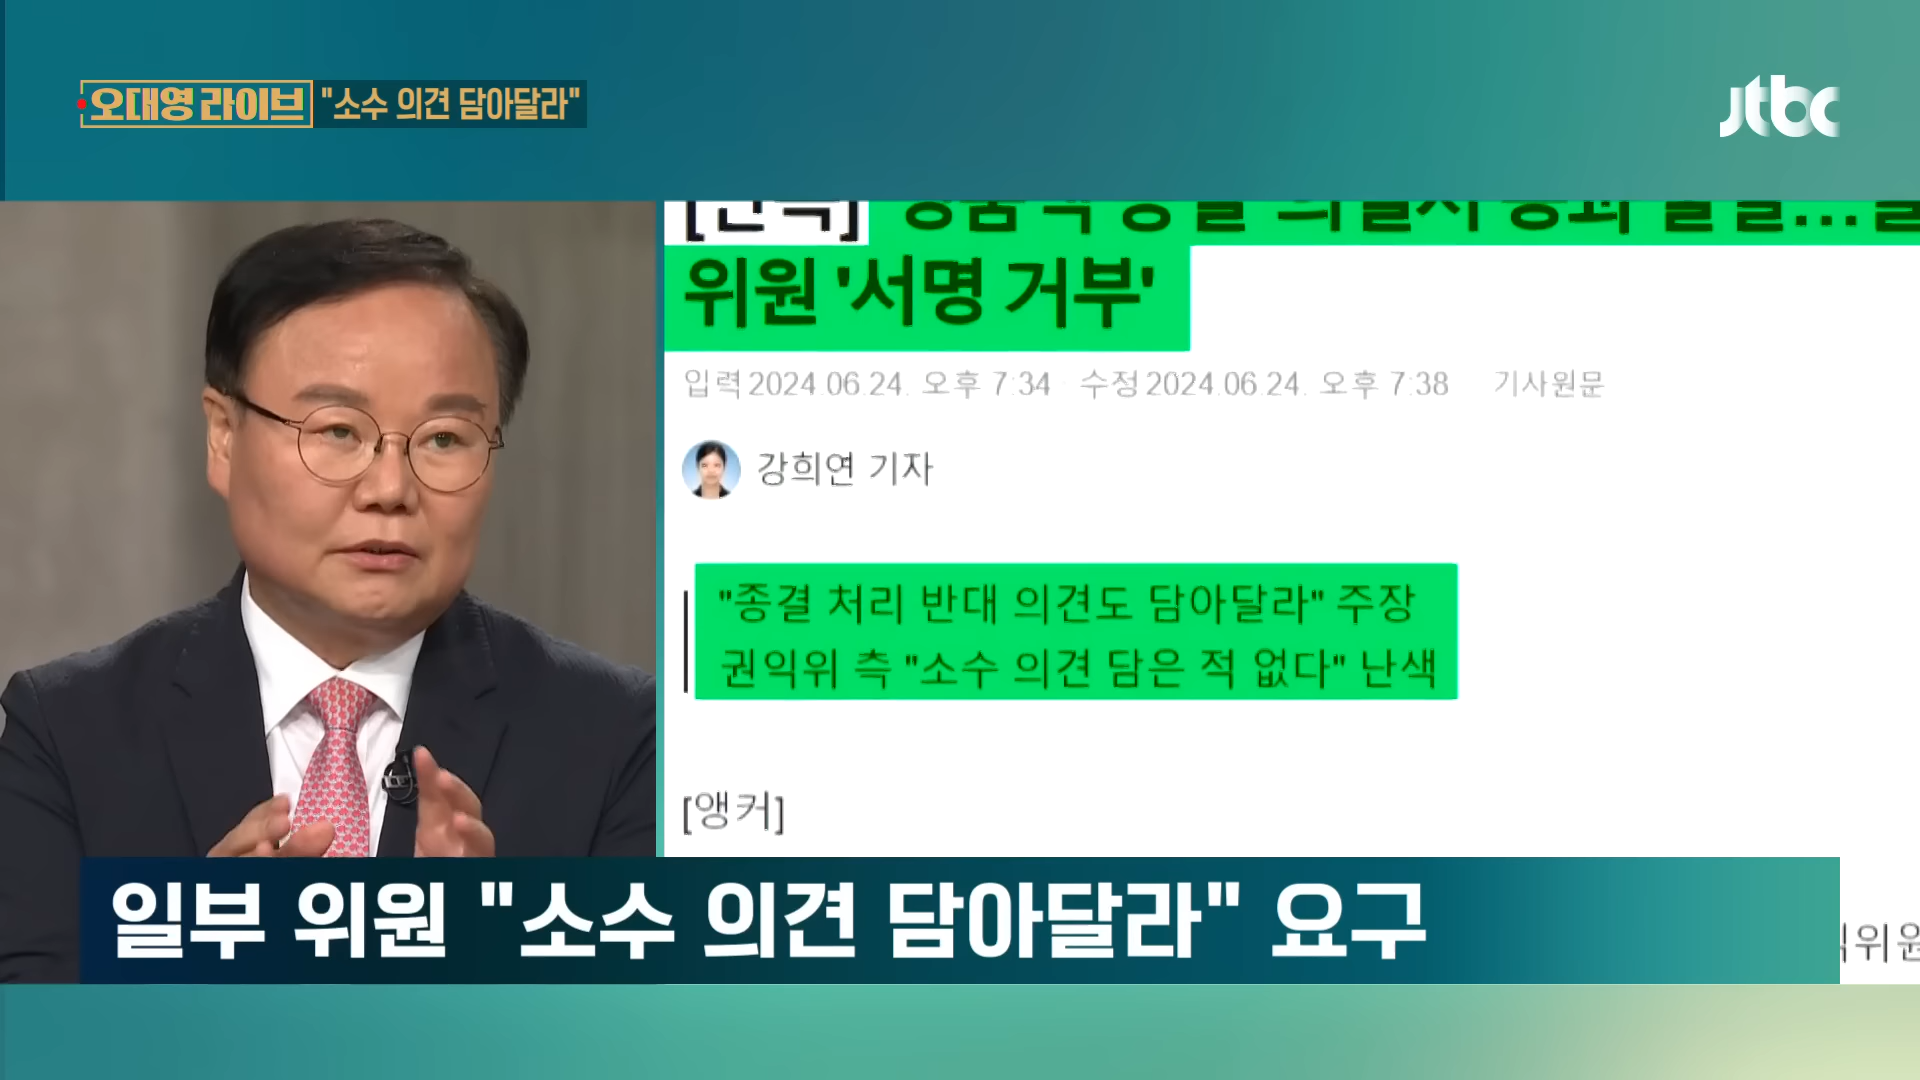 오대영 라이브 "소수 의견 담아달라"
jtbc
위원 '서명 거부'
입력 2024.06.24. 오후 7:34 수정 2024.06.24. 오후 7:38 기사원문
강희연 기자
"종결 처리 반대 의견도 담아달라" 주장
권익위 측 "소수 의견 담은 적 없다" 난색
[앵커]
일부 위원 "소수 의견 담아달라" 요구